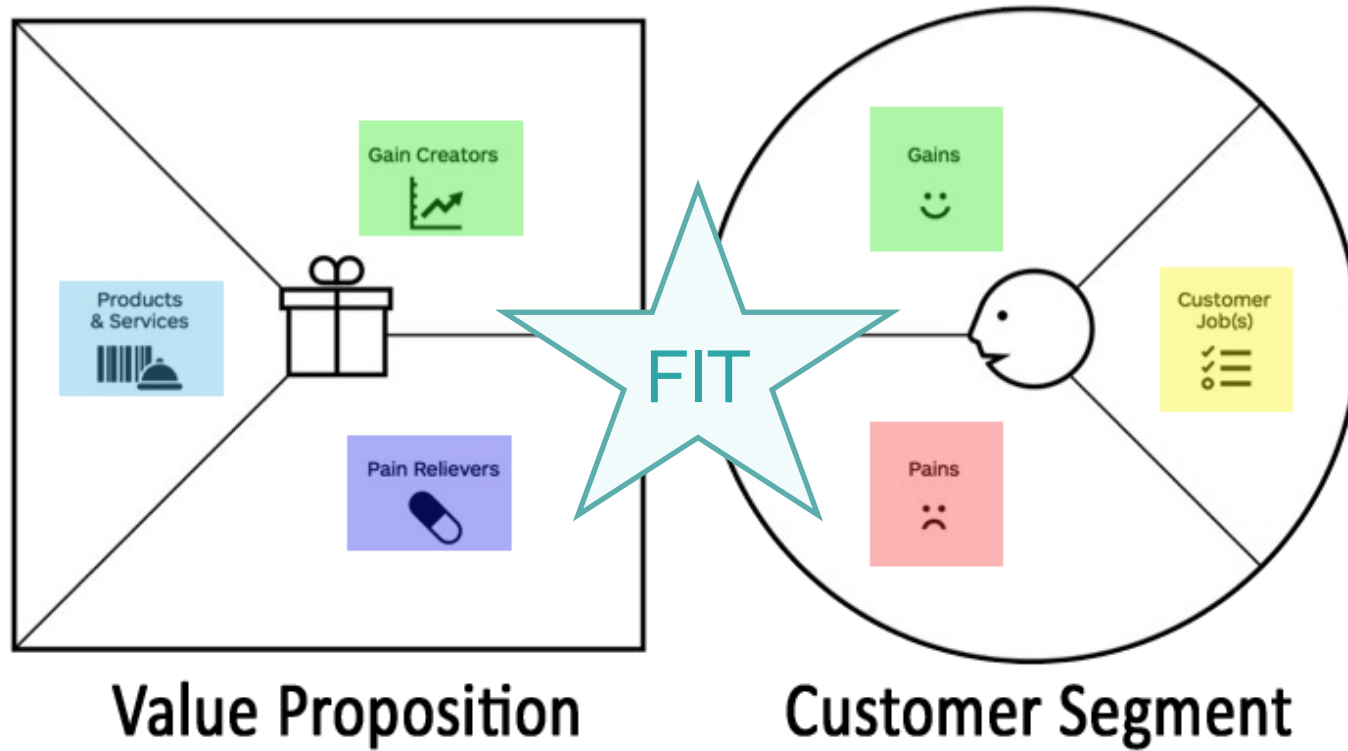 Gain Creators
Products
& Services
Pain Relievers
FIT
Gains
Customer
Job(s)
Pains
Value Proposition
Customer Segment